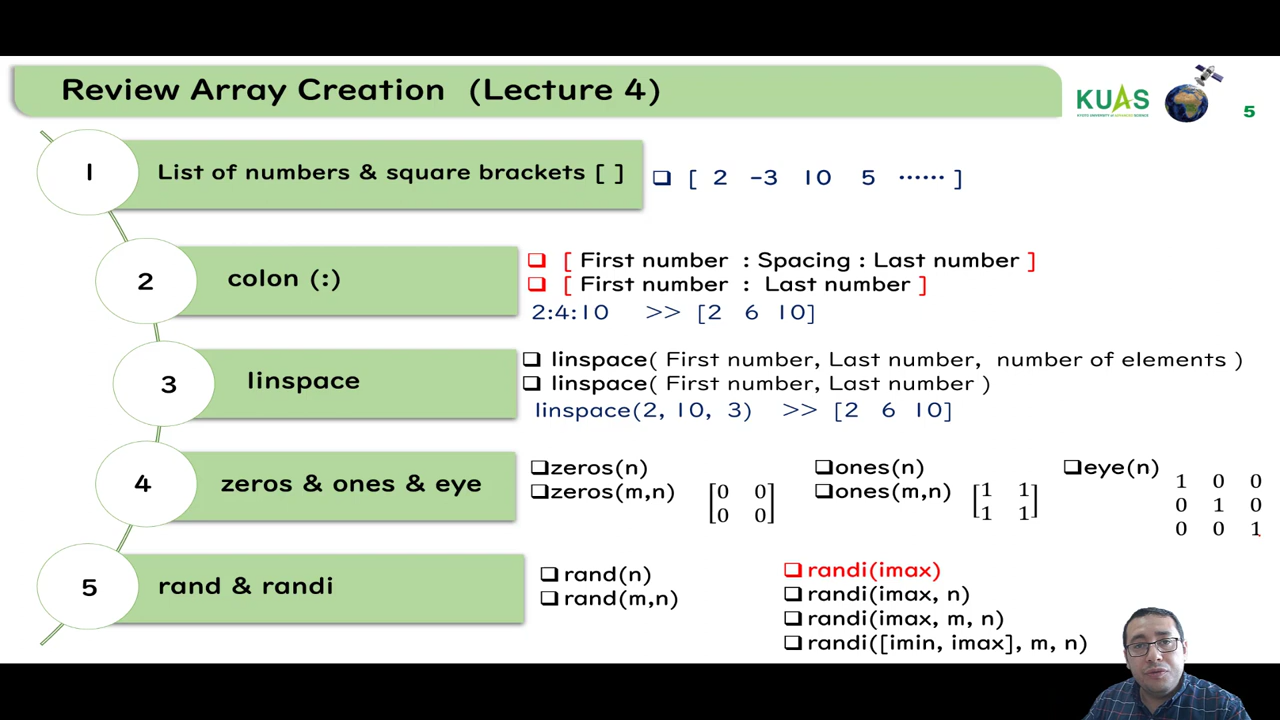 Review Array Creation (Lecture 4)
KUAS
KYOTO UNIVERSITY OF ADVANCED SCIENCE
5
1
List of numbers & square brackets [ ]
❑ [ 2 -3 10 5 ⋯⋯ ]
2
colon (:)
❑ [ First number : Spacing : Last number ]
❑ [ First number : Last number ]
2:4:10 >> [2 6 10]
3
linspace
❑ linspace( First number, Last number, number of elements )
❑ linspace( First number, Last number )
linspace(2, 10, 3) >> [2 6 10]
4
zeros & ones & eye
❑zeros(n)
❑zeros(m,n)
0 0
0 0
❑ones(n)
❑ones(m,n)
1 1
1 1
❑eye(n)
1 0 0
0 1 0
0 0 1
5
rand & randi
❑rand(n)
❑rand(m,n)
❑randi(imax)
❑randi(imax, n)
❑randi(imax, m, n)
❑randi([imin, imax], m, n)